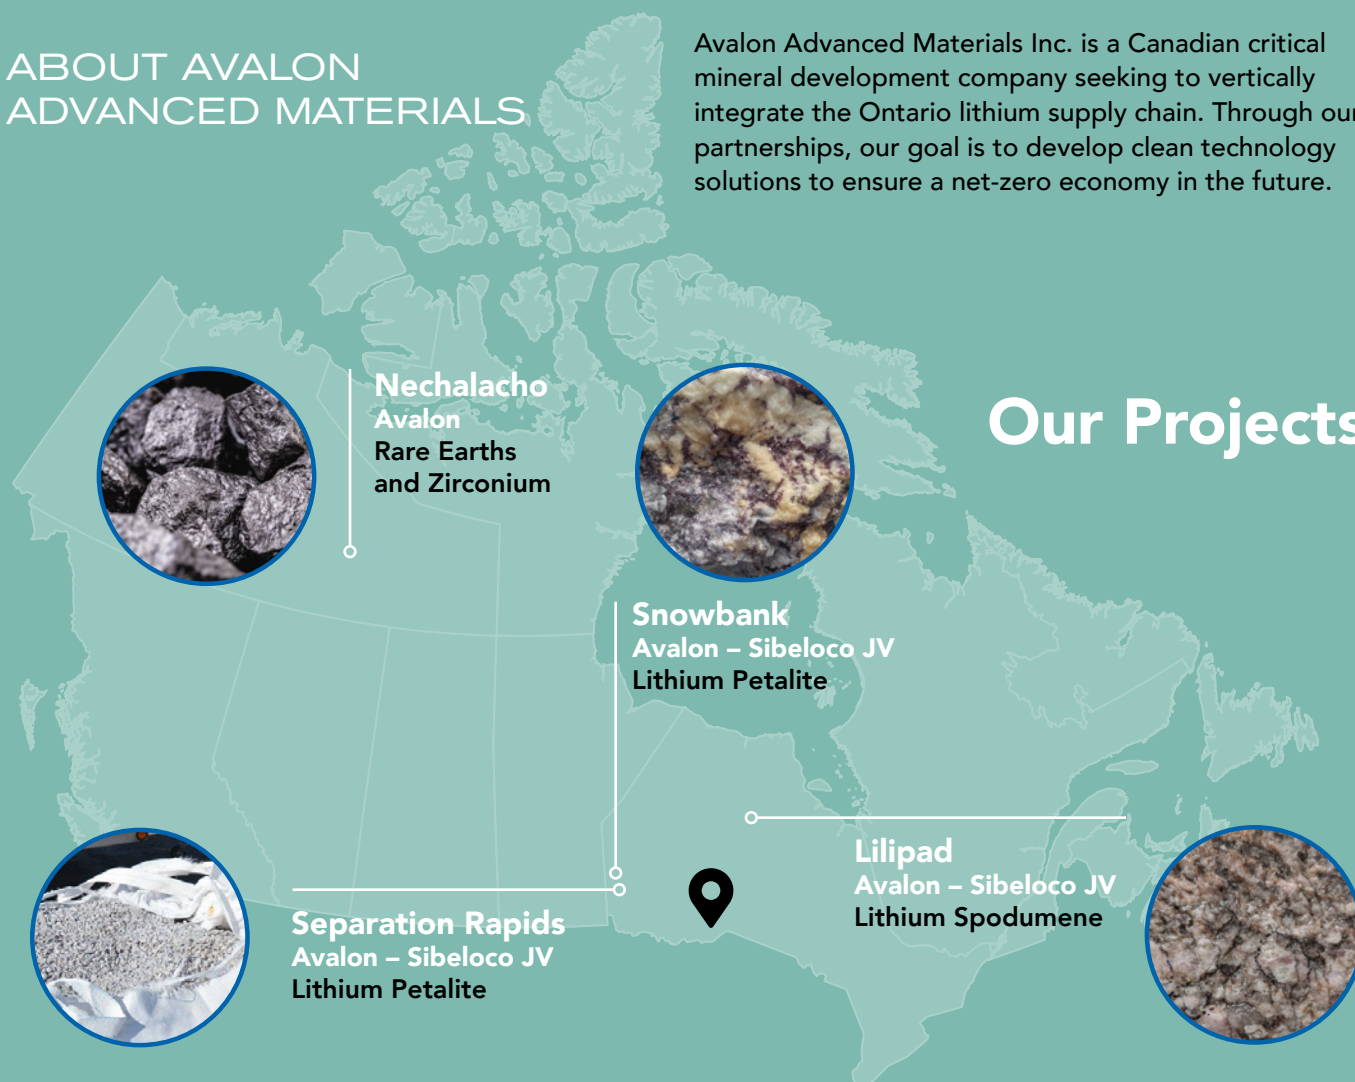 ABOUT AVALON
ADVANCED MATERIALS
Avalon Advanced Materials Inc. is a Canadian critical
mineral development company seeking to vertically
integrate the Ontario lithium supply chain. Through our
partnerships, our goal is to develop clean technology
solutions to ensure a net-zero economy in the future.
Our Projects
Nechalacho
Avalon
Rare Earths
and Zirconium
Snowbank
Avalon – Sibeloco JV
Lithium Petalite
Lilipad
Avalon – Sibeloco JV
Lithium Spodumene
Separation Rapids
Avalon – Sibeloco JV
Lithium Petalite